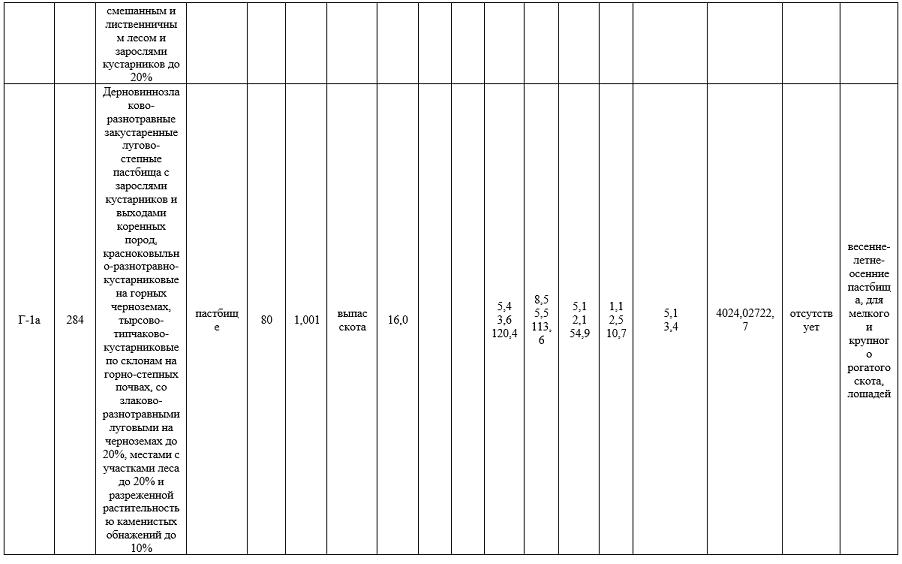 смешанным и
лиственничны
м лесом и
зарослями
кустарников до
20%
Г-1а
284
Дерновиннозла
ково-
разнотравные
закустаренные
лугово-
степные
пастбища с
зарослями
кустарников и
выходами
коренных
пород,
красноковыльн
о-разнотравно-
кустарниковые
на горных
черноземах,
тырсово-
типчаково-
кустарниковые
по склонам на
горно-степных
почвах, со
злаково-
разнотравными
луговыми на
черноземах до
20%, местами с
участками леса
до 20% и
разреженной
растительность
ю каменистых
обнажений до
10%
пастбищ
е
80
1,001
выпас
скота
16,0
5,4
3,6
120,4
8,5
5,5
113,
6
5,1
2,1
54,9
1,1
2,5
10,7
5,1
3,4
4024,02722,
7
отсутств
ует
весенне-
летне-
осенние
пастбищ
а, для
мелкого
и
крупног
о
рогатого
скота,
лошадей